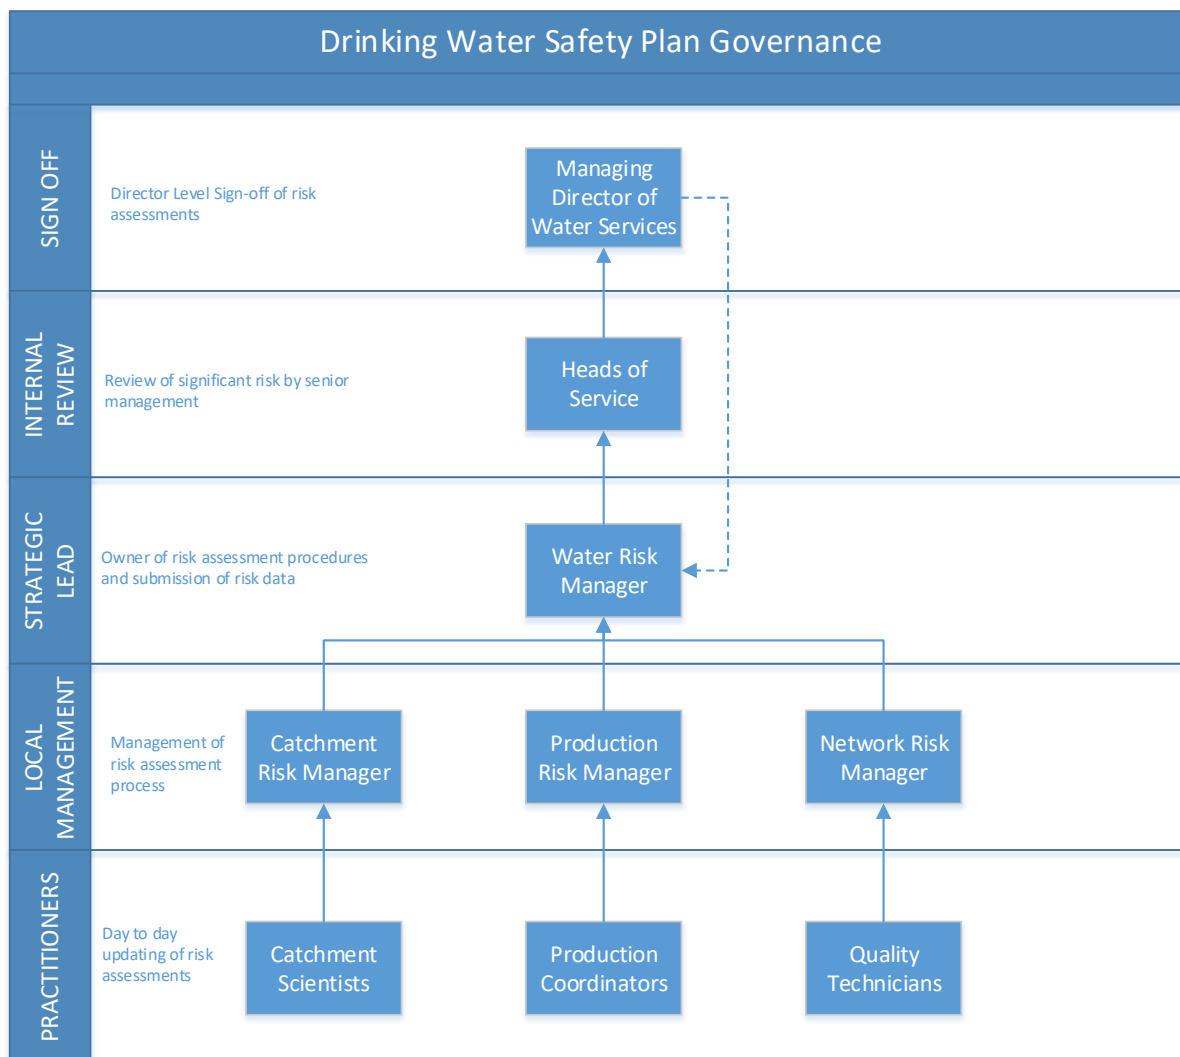 Drinking Water Safety Plan Governance
SIGN OFF
Director Level Sign-off of risk
assessments
Managing
Director of
Water Services
INTERNAL
REVIEW
Review of significant risk by senior
management
Heads of
Service
STRATEGIC
LEAD
Owner of risk assessment procedures
and submission of risk data
Water Risk
Manager
LOCAL
MANAGEMENT
Management of
risk assessment
process
Catchment
Risk Manager
Production
Risk Manager
Network Risk
Manager
PRACTITIONERS
Day to day
updating of risk
assessments
Catchment
Scientists
Production
Coordinators
Quality
Technicians